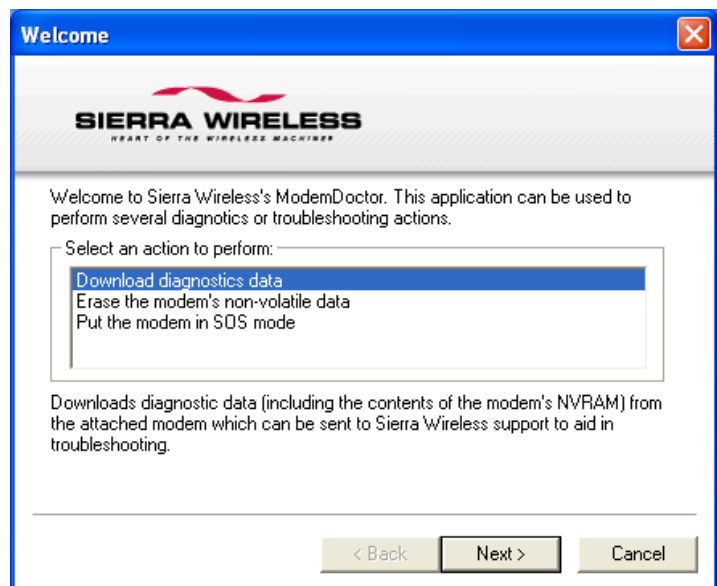 Welcome
SIERRA WIRELESS
HEART OF THE WIRELESS MACHINE®
Welcome to Sierra Wireless's ModemDoctor. This application can be used to
perform several diagnotics or troubleshooting actions.
Select an action to perform:
Download diagnostics data
Erase the modem's non-volatile data
Put the modem in SOS mode
Downloads diagnostic data (including the contents of the modem's NVRAM) from
the attached modem which can be sent to Sierra Wireless support to aid in
troubleshooting.
< Back
Next >
Cancel